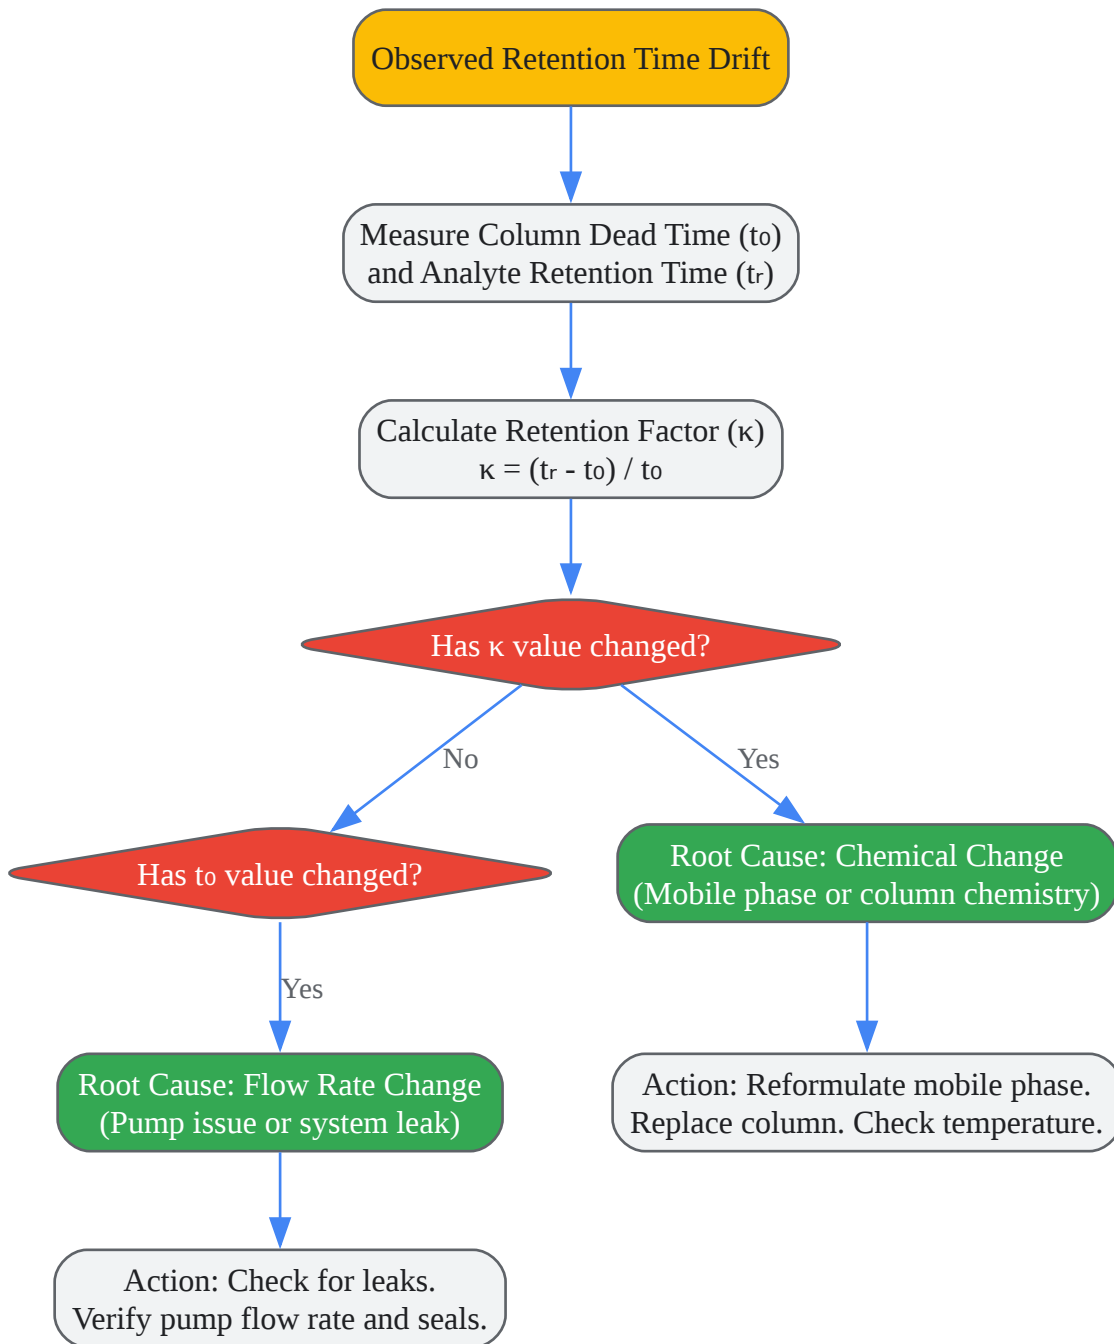 Observed Retention Time Drift
Measure Column Dead Time (t₀)
and Analyte Retention Time (tᵣ)
Calculate Retention Factor (κ)
κ = (tᵣ - t₀) / t₀
Has κ value changed?
No
Yes
Has t₀ value changed?
Root Cause: Chemical Change
(Mobile phase or column chemistry)
Yes
Root Cause: Flow Rate Change
(Pump issue or system leak)
Action: Reformulate mobile phase.
Replace column. Check temperature.
Action: Check for leaks.
Verify pump flow rate and seals.